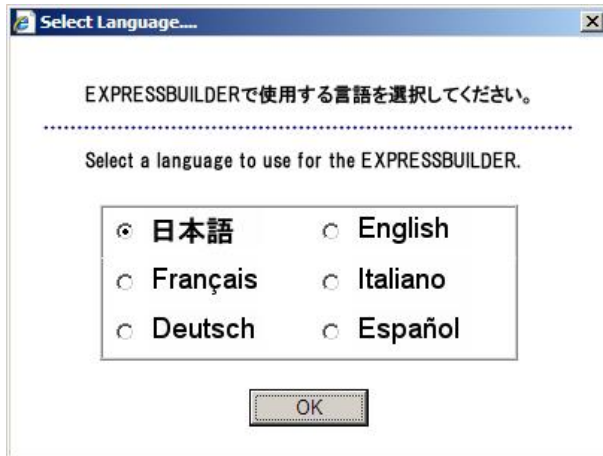 Select Language....
EXPRESSBUILDERで使用する言語を選択してください。
Select a language to use for the EXPRESSBUILDER.
日本語 English
Français Italiano
Deutsch Español
OK